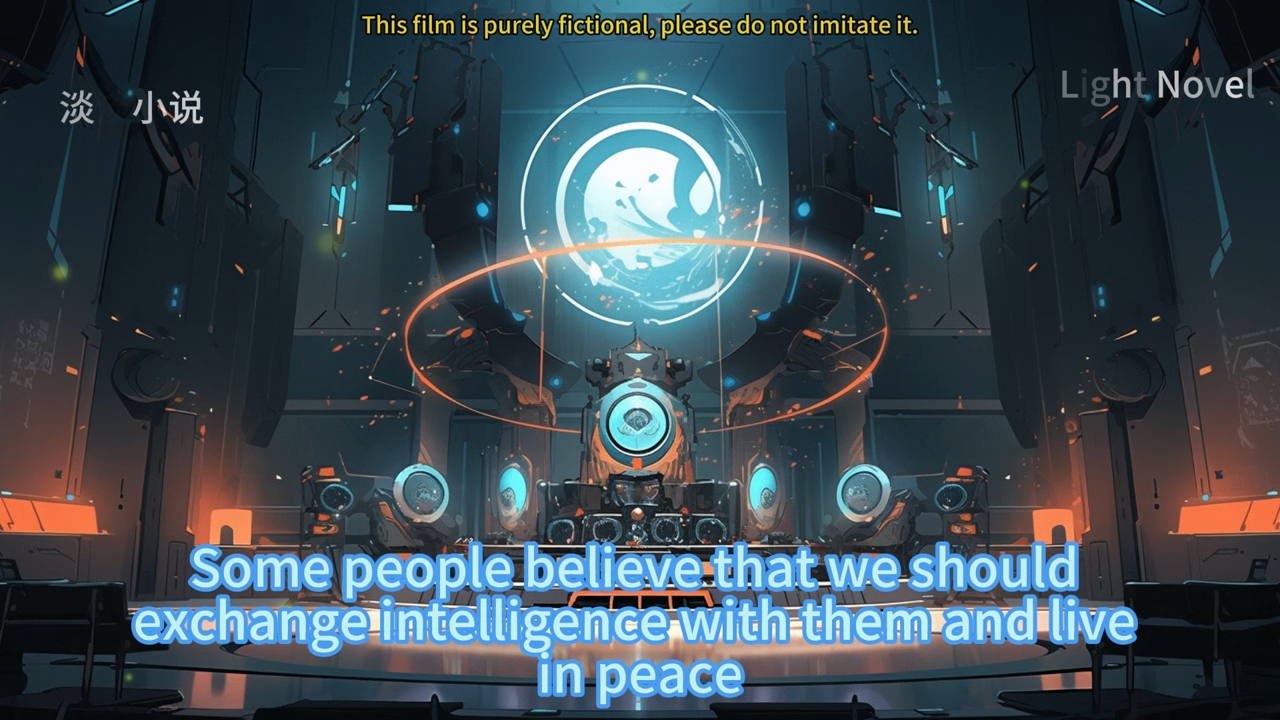 This film is purely fictional, please do not imitate it.
淡 小说
Light Novel
Some people believe that we should
exchange intelligence with them and live
in peace